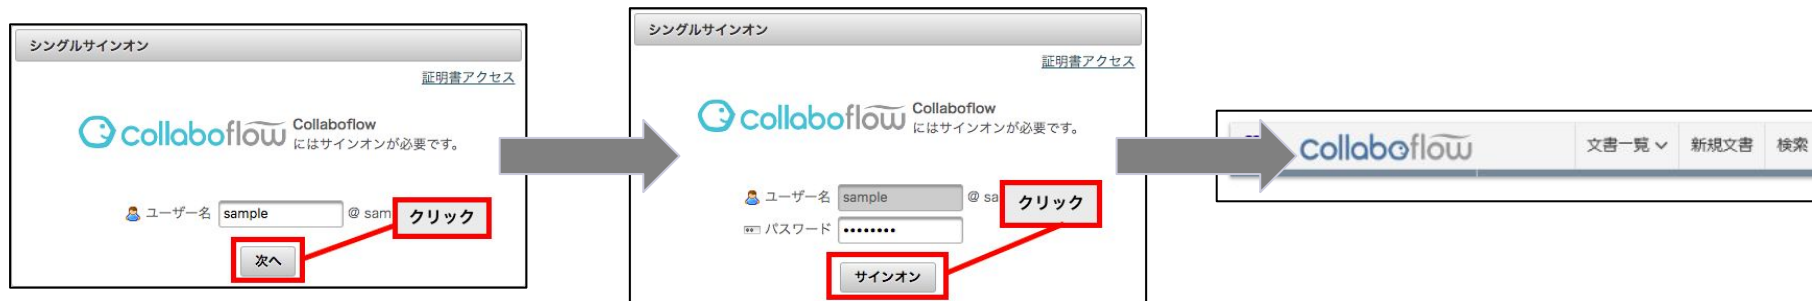 シングルサインオン
証明書アクセス
collaboflow
Collaboflow
にはサインオンが必要です。
ユーザー名 sample @ sam
クリック
次へ
シングルサインオン
証明書アクセス
collaboflow
Collaboflow
にはサインオンが必要です。
ユーザー名 sample @ sa
クリック
パスワード ••••••••
サインオン
collaboflow 文書一覧 新規文書 検索